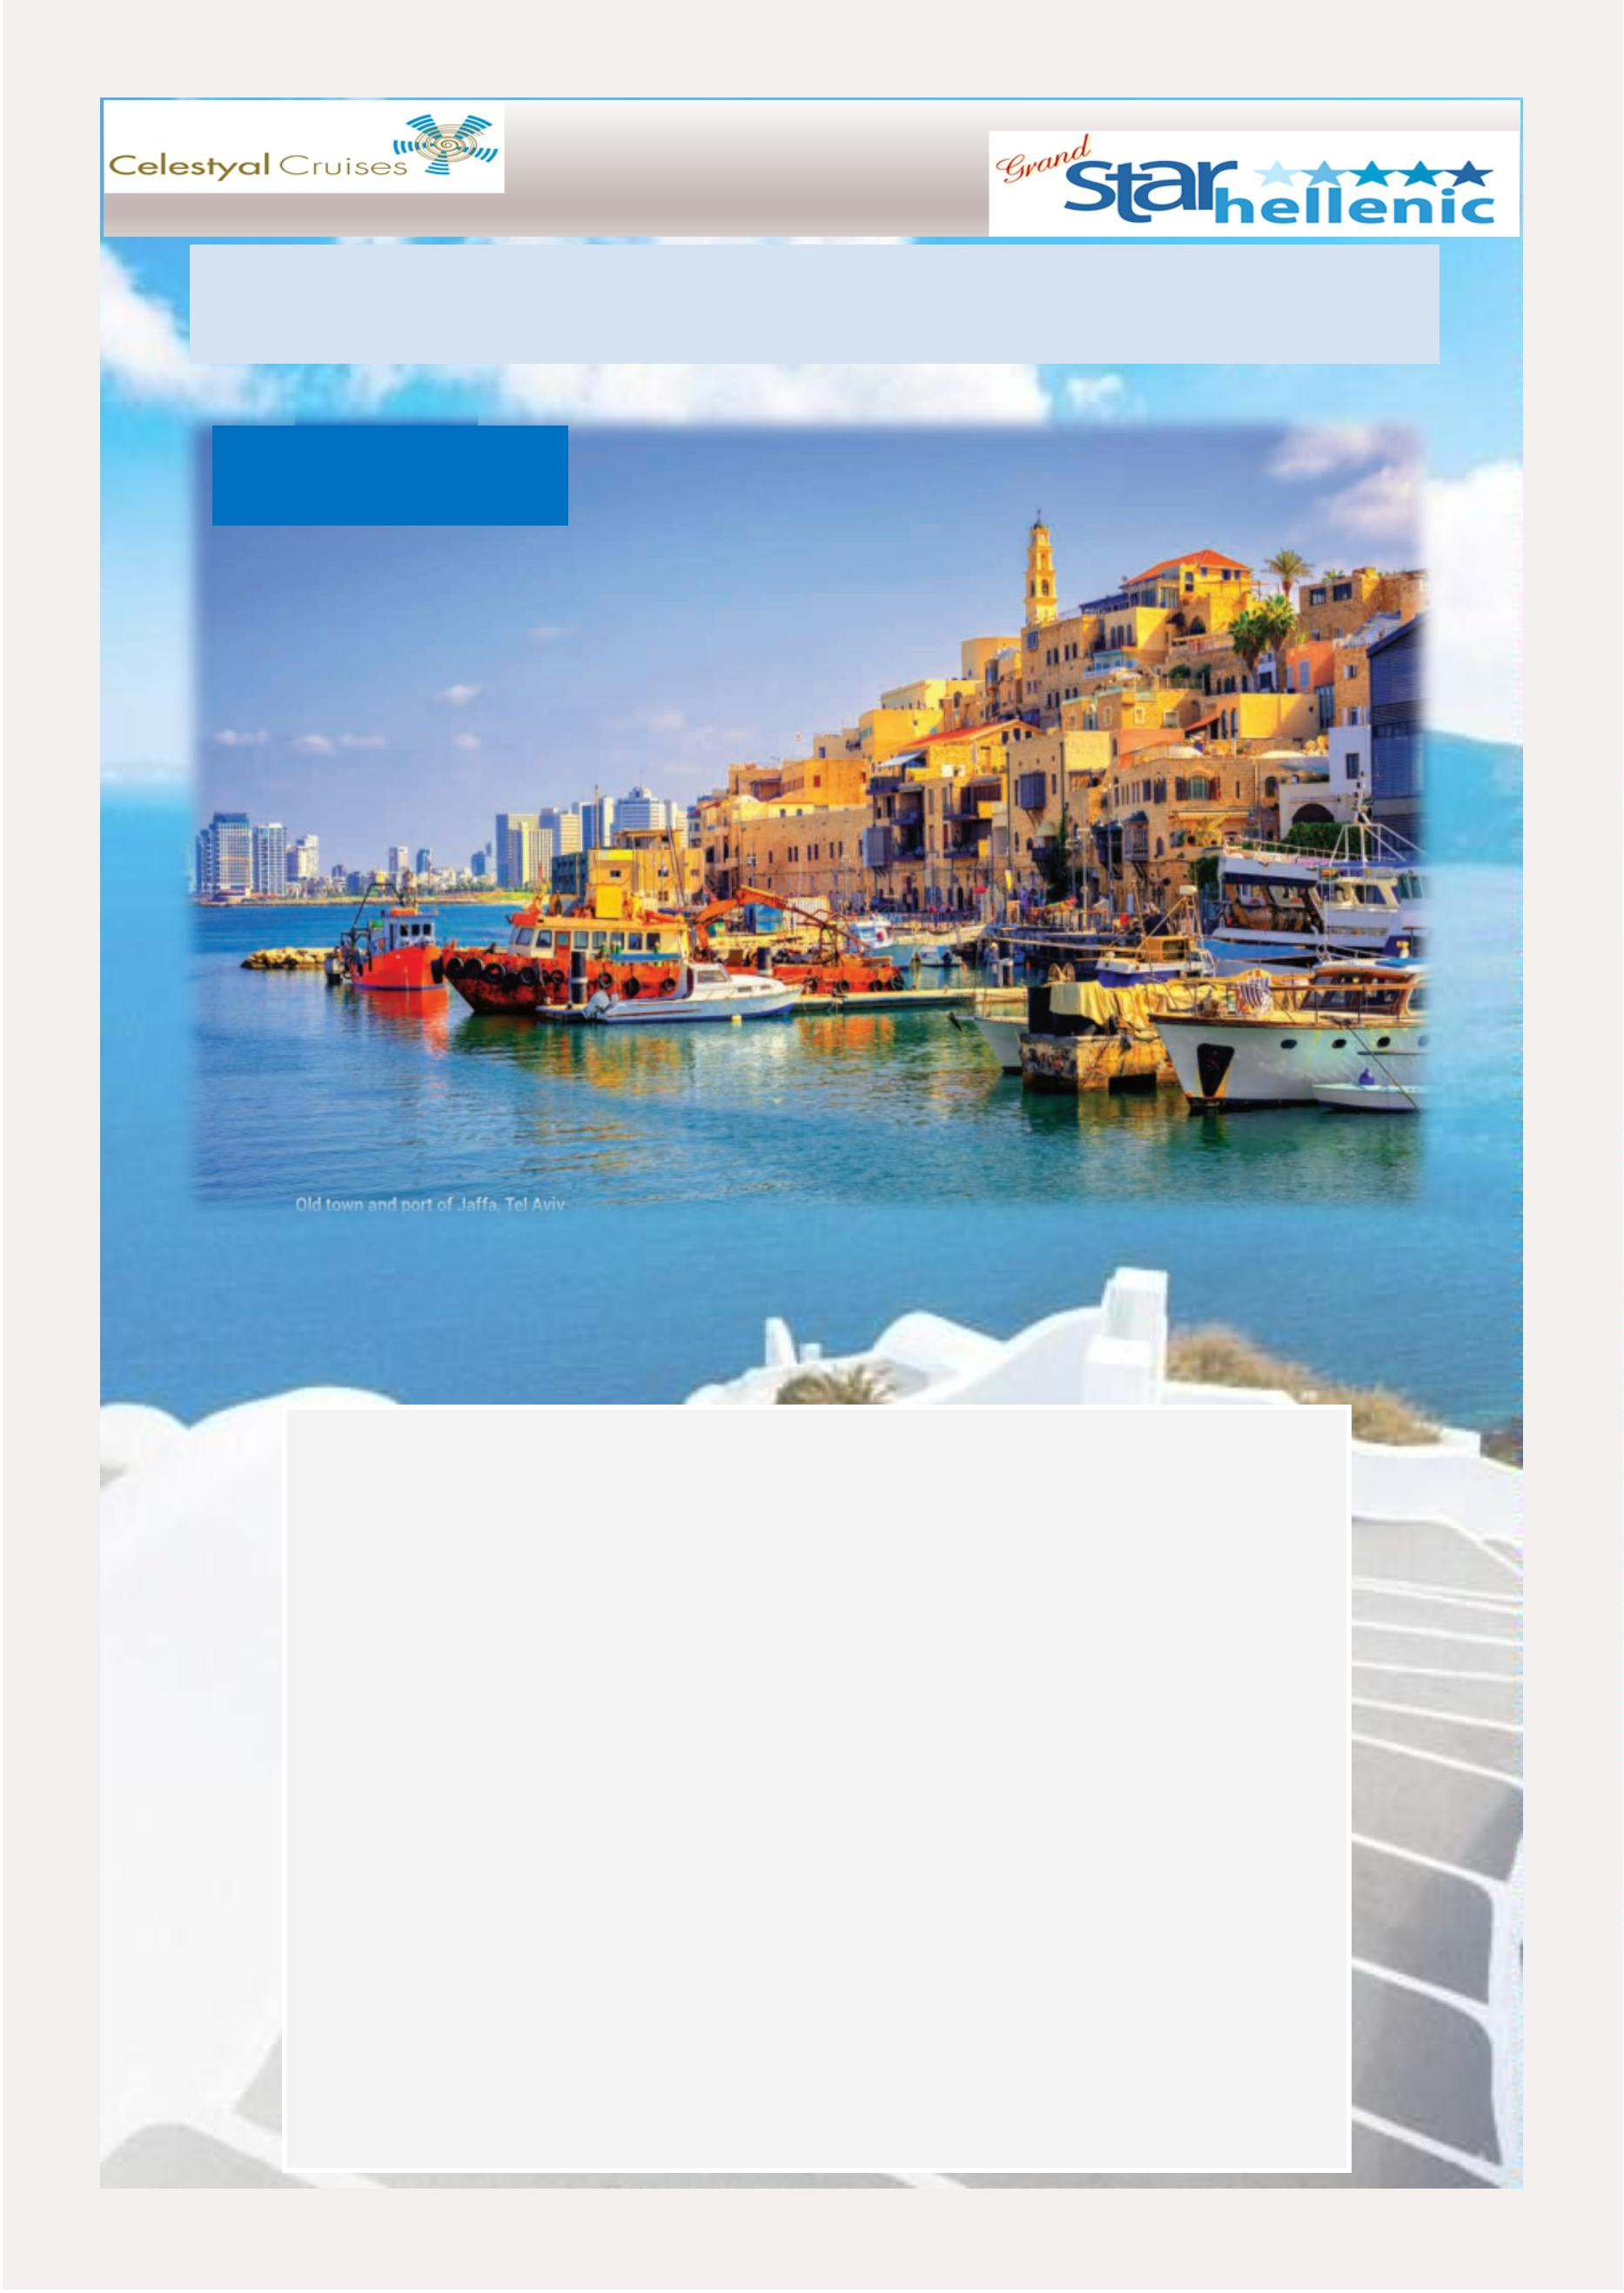 Celestyal Cruises
Grand
Star
hellenic
Old town and port of Jaffa, Tel Aviv